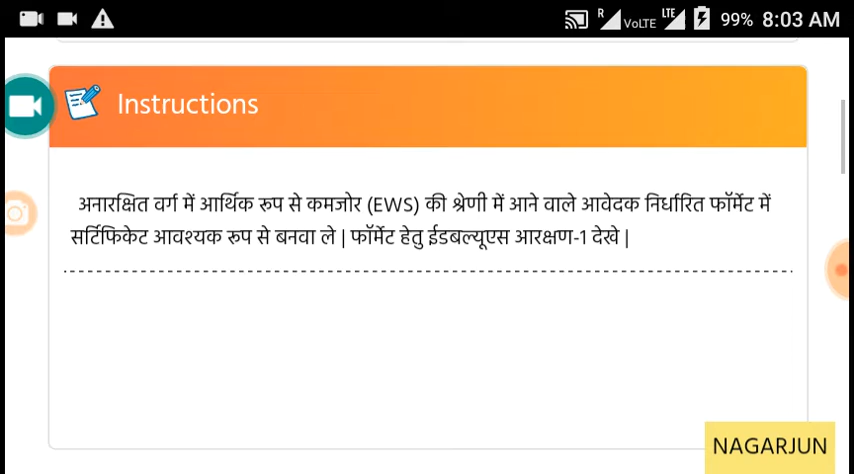 R VoLTE LTE 99% 8:03 AM
Instructions
अनारक्षित वर्ग में आर्थिक रूप से कमजोर (EWS) की श्रेणी में आने वाले आवेदक निर्धारित फॉर्मेट में
सर्टिफिकेट आवश्यक रूप से बनवा ले | फॉर्मेट हेतु ईडबल्यूएस आरक्षण-1 देखे |
NAGARJUN